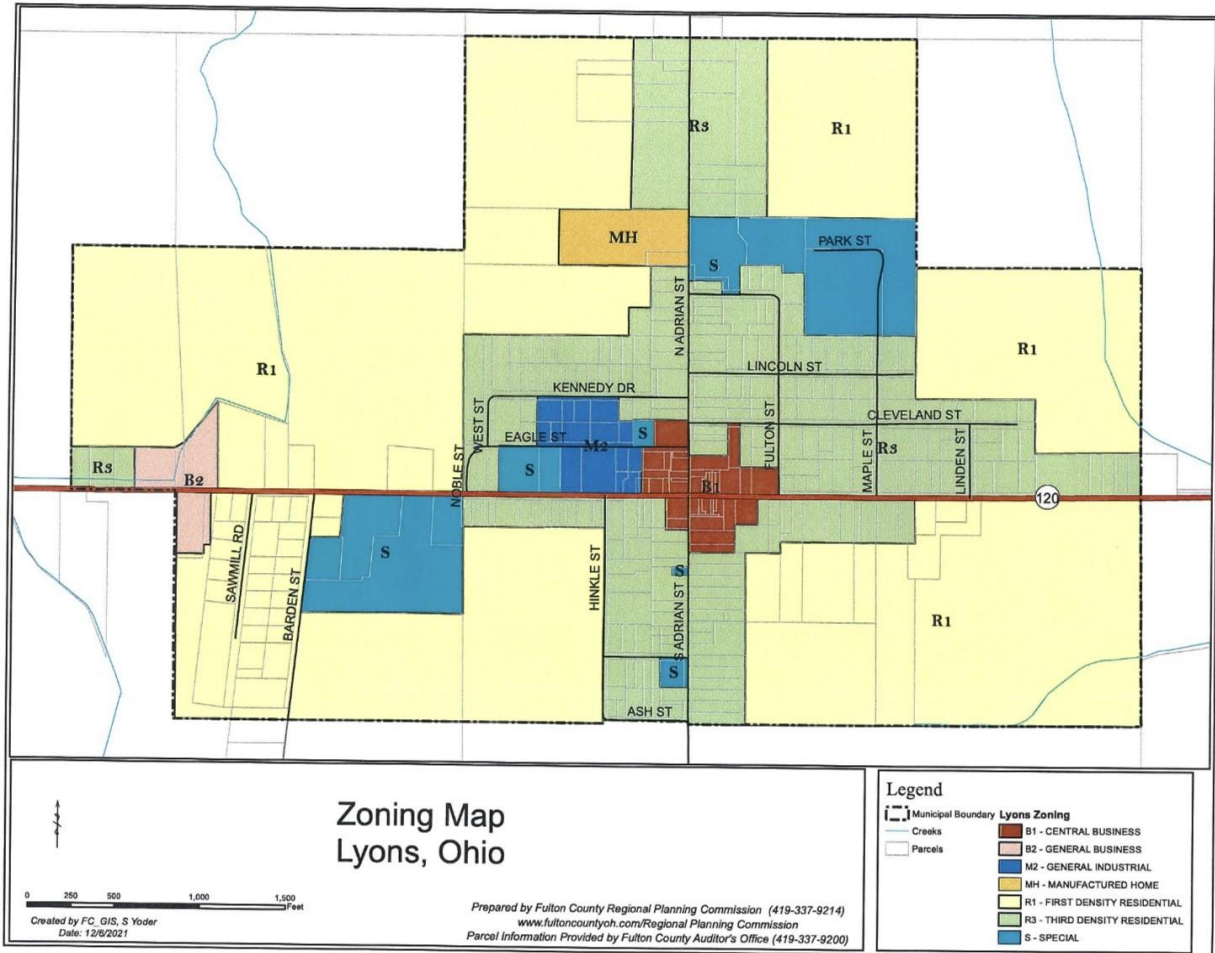 R3
R1
MH
PARK ST
S
N ADRIAN ST
R1
R1
LINCOLN ST
KENNEDY DR
CLEVELAND ST
WEST ST
EAGLE ST
S
M2
FULTON ST
MAPLE ST
R3
LINDEN ST
R3
B2
NOBLE ST
S
B1
120
SAWMILL RD
BARDEN ST
S
HINKLE ST
S
S ADRIAN ST
R1
S
ASH ST
Zoning Map
Lyons, Ohio
0 250 500 1,000 1,500
Feet
Created by FC_GIS, S Yoder
Date: 12/6/2021
Prepared by Fulton County Regional Planning Commission (419-337-9214)
www.fultoncountyoh.com/Regional Planning Commission
Parcel Information Provided by Fulton County Auditor's Office (419-337-9200)
Legend
Municipal Boundary
Creeks
Parcels
Lyons Zoning
B1 - CENTRAL BUSINESS
B2 - GENERAL BUSINESS
M2 - GENERAL INDUSTRIAL
MH - MANUFACTURED HOME
R1 - FIRST DENSITY RESIDENTIAL
R3 - THIRD DENSITY RESIDENTIAL
S - SPECIAL